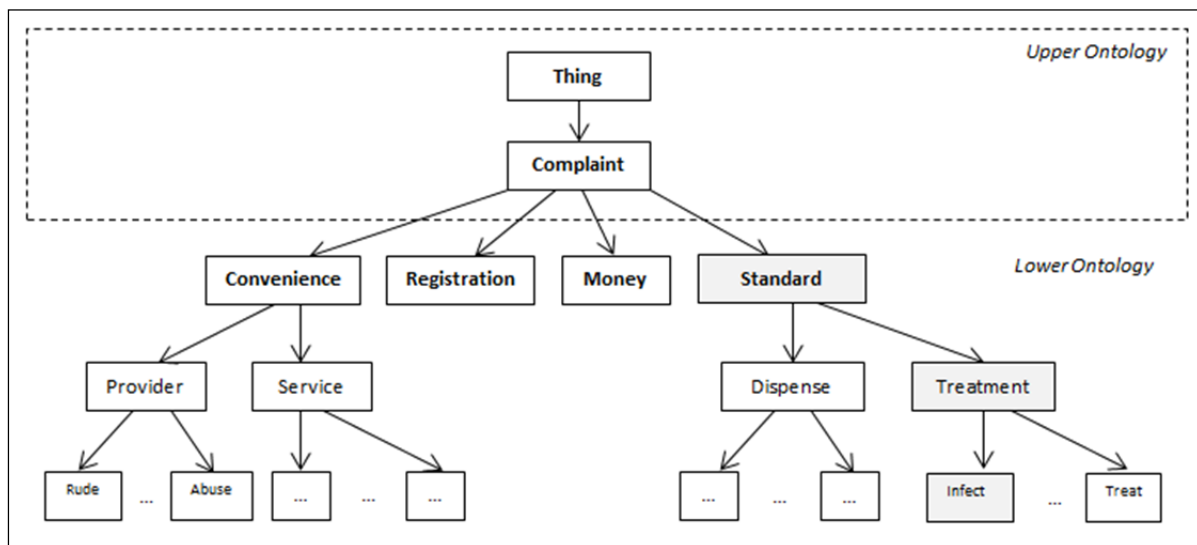 Upper Ontology
Thing
Complaint
Lower Ontology
Convenience Registration Money Standard
Provider Service Dispense Treatment
Rude ... Abuse ... ... ... ... ... ... Infect ... Treat